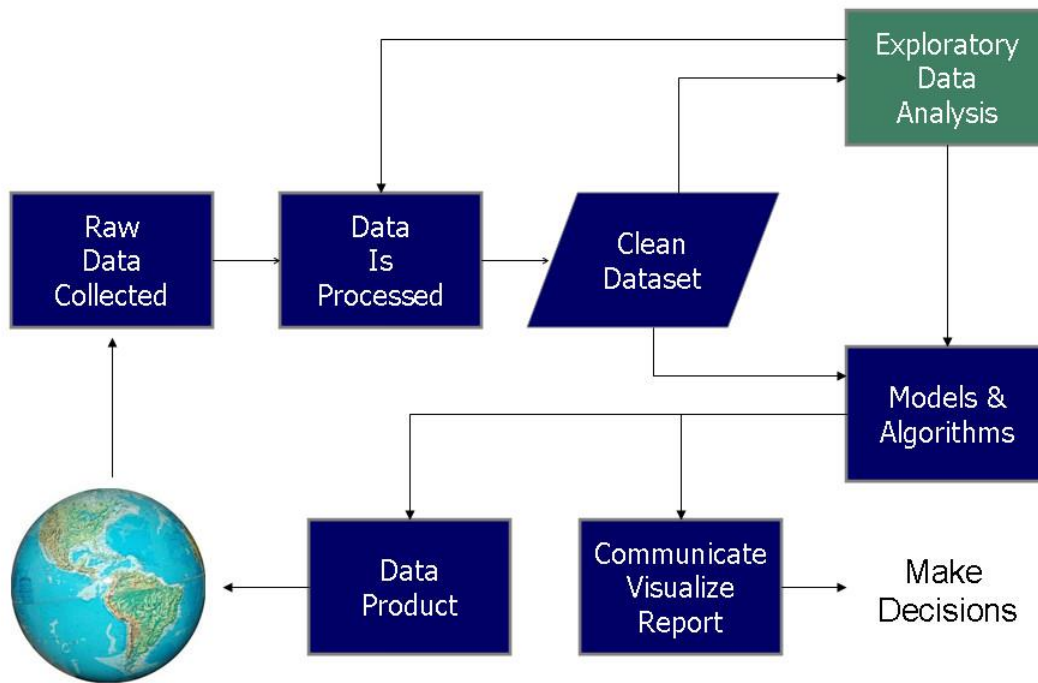 Exploratory
Data
Analysis
Raw
Data
Collected
Data
Is
Processed
Clean
Dataset
Models &
Algorithms
Data
Product
Communicate
Visualize
Report
Make
Decisions